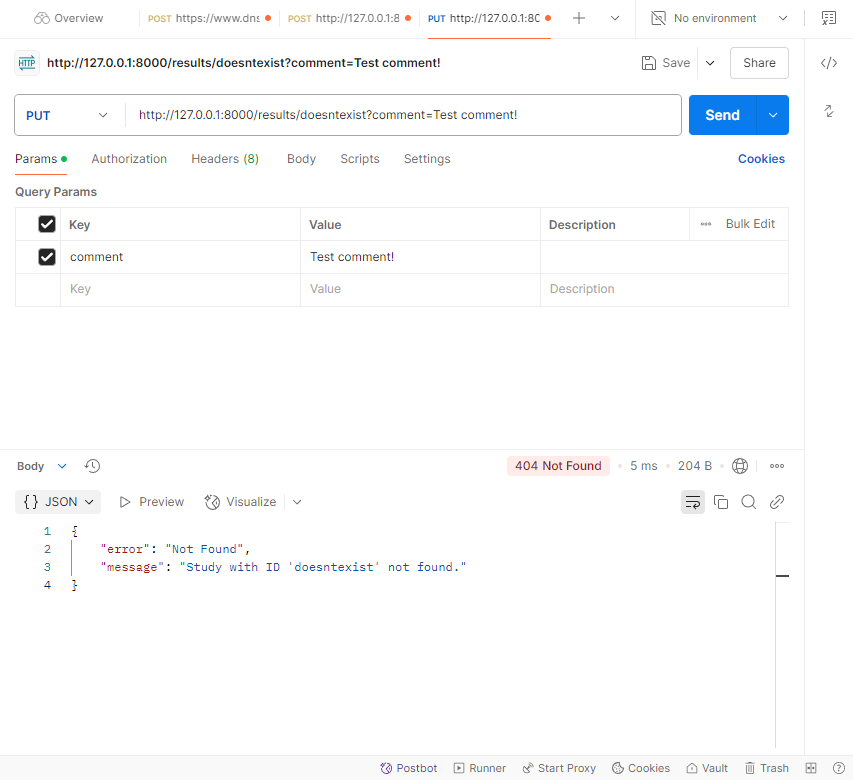 Overview POST https://www.dns POST http://127.0.0.1:8 PUT http://127.0.0.1:8C No environment
HTTP http://127.0.0.1:8000/results/doesntexist?comment=Test comment! Save Share
PUT http://127.0.0.1:8000/results/doesntexist?comment=Test comment! Send
Params Authorization Headers (8) Body Scripts Settings Cookies
Query Params
Key Value Description Bulk Edit
comment Test comment!
Key Value Description
Body 404 Not Found 5 ms 204 B
{} JSON Preview Visualize
1 {
2 "error": "Not Found",
3 "message": "Study with ID 'doesntexist' not found."
4 }
Postbot Runner Start Proxy Cookies Vault Trash